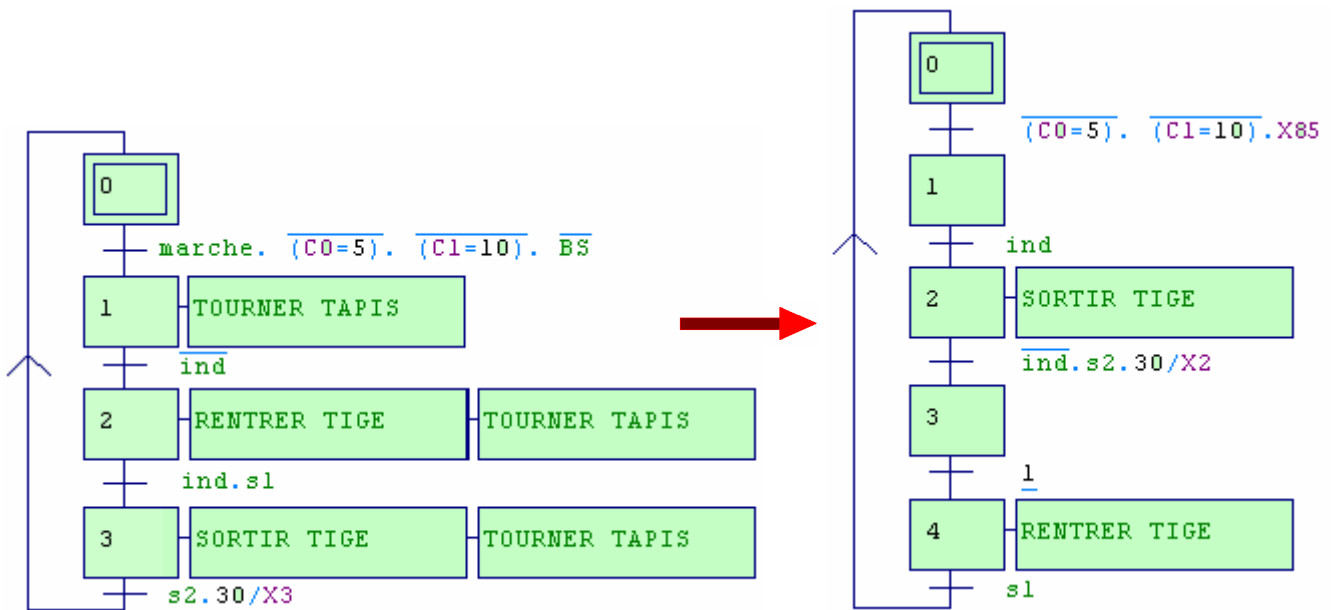 0
marche. (C0=5). (C1=10). BS
1 TOURNER TAPIS
ind
2 RENTRER TIGE TOURNER TAPIS
ind.s1
3 SORTIR TIGE TOURNER TAPIS
s2.30/X3
0
(C0=5). (C1=10).X85
1
ind
2 SORTIR TIGE
ind.s2.30/X2
3
1
4 RENTRER TIGE
s1